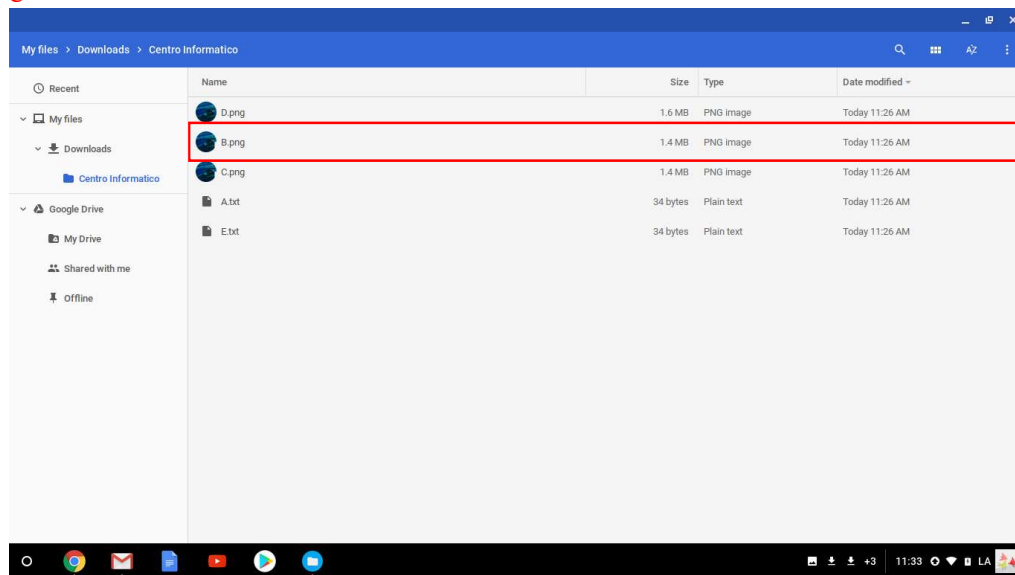 My files > Downloads > Centro Informatico
Name Size Type Date modified
Recent
My files
Downloads
Centro Informatico
Google Drive
My Drive
Shared with me
Offline
D.png 1.6 MB PNG image Today 11:26 AM
B.png 1.4 MB PNG image Today 11:26 AM
C.png 1.4 MB PNG image Today 11:26 AM
A.txt 34 bytes Plain text Today 11:26 AM
E.txt 34 bytes Plain text Today 11:26 AM
+3 11:33 LA